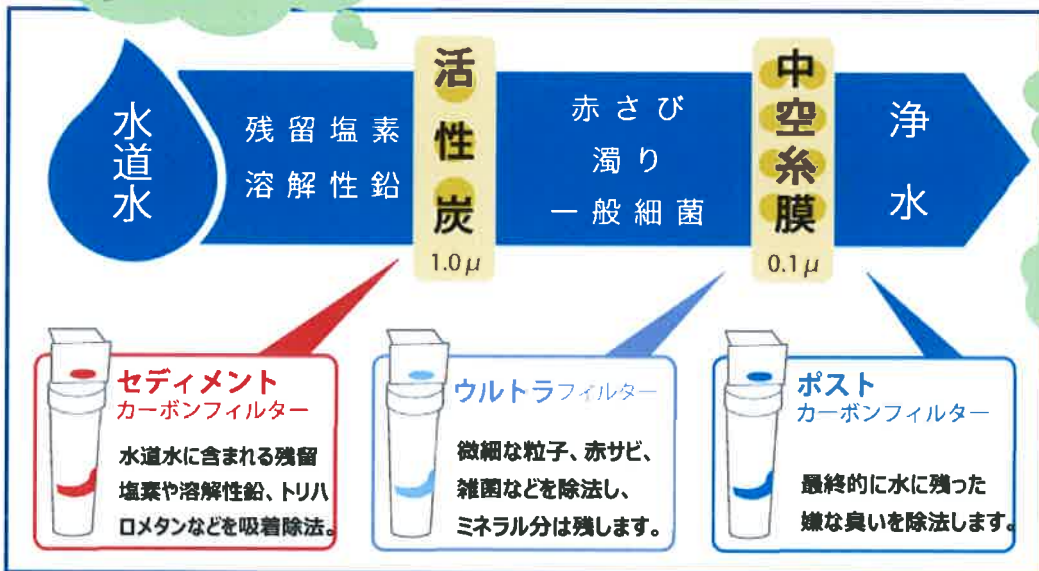 水道水
残留塩素
溶解性鉛
活性炭
1.0μ
赤さび
濁り
一般細菌
中空糸膜
0.1μ
浄水
セディメント
カーボンフィルター
水道水に含まれる残留
塩素や溶解性鉛、トリハ
ロメタンなどを吸着除法。
ウルトラフィルター
微細な粒子、赤サビ、
雑菌などを除法し、
ミネラル分は残します。
ポスト
カーボンフィルター
最終的に水に残った
嫌な臭いを除法します。